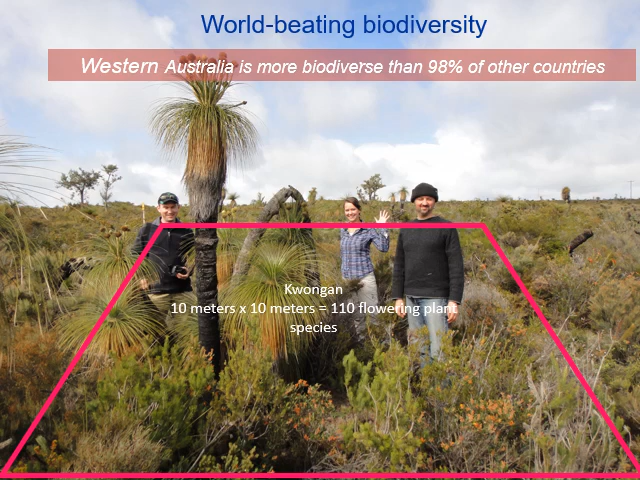 World-beating biodiversity
Western Australia is more biodiverse than 98% of other countries
Kwongan
10 meters x 10 meters = 110 flowering plant
species